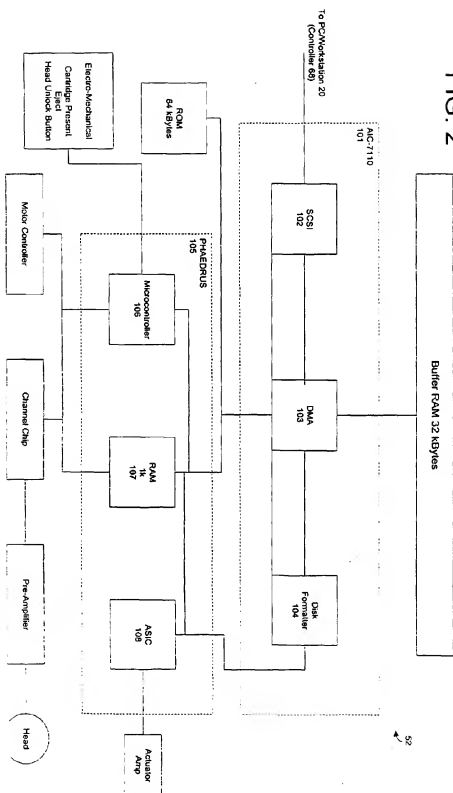 FIG. 2
52
Buffer RAM 32 kBytes
To PC/Workstation 20
(Controller 68)
AIC-7110
101
SCSI
102
DMA
103
Disk
Formatter
104
ROM
64 kBytes
PHAEDRUS
105
Electro-Mechanical
Cartridge Present
Eject
Head Unlock Button
Microcontroller
106
RAM
1k
107
ASIC
108
Actuator
Amp
Motor Controller
Channel Chip
Pre-Amplifier
Head